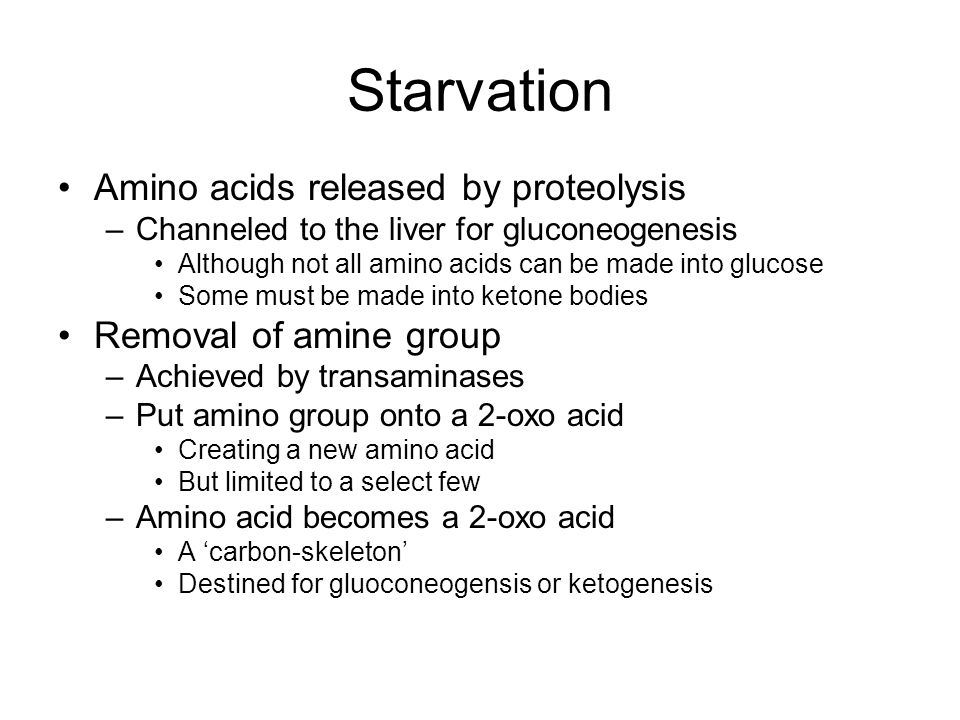 Starvation
• Amino acids released by proteolysis
– Channeled to the liver for gluconeogenesis
• Although not all amino acids can be made into glucose
• Some must be made into ketone bodies
• Removal of amine group
– Achieved by transaminases
– Put amino group onto a 2-oxo acid
• Creating a new amino acid
• But limited to a select few
– Amino acid becomes a 2-oxo acid
• A ‘carbon-skeleton’
• Destined for gluoconeogensis or ketogenesis